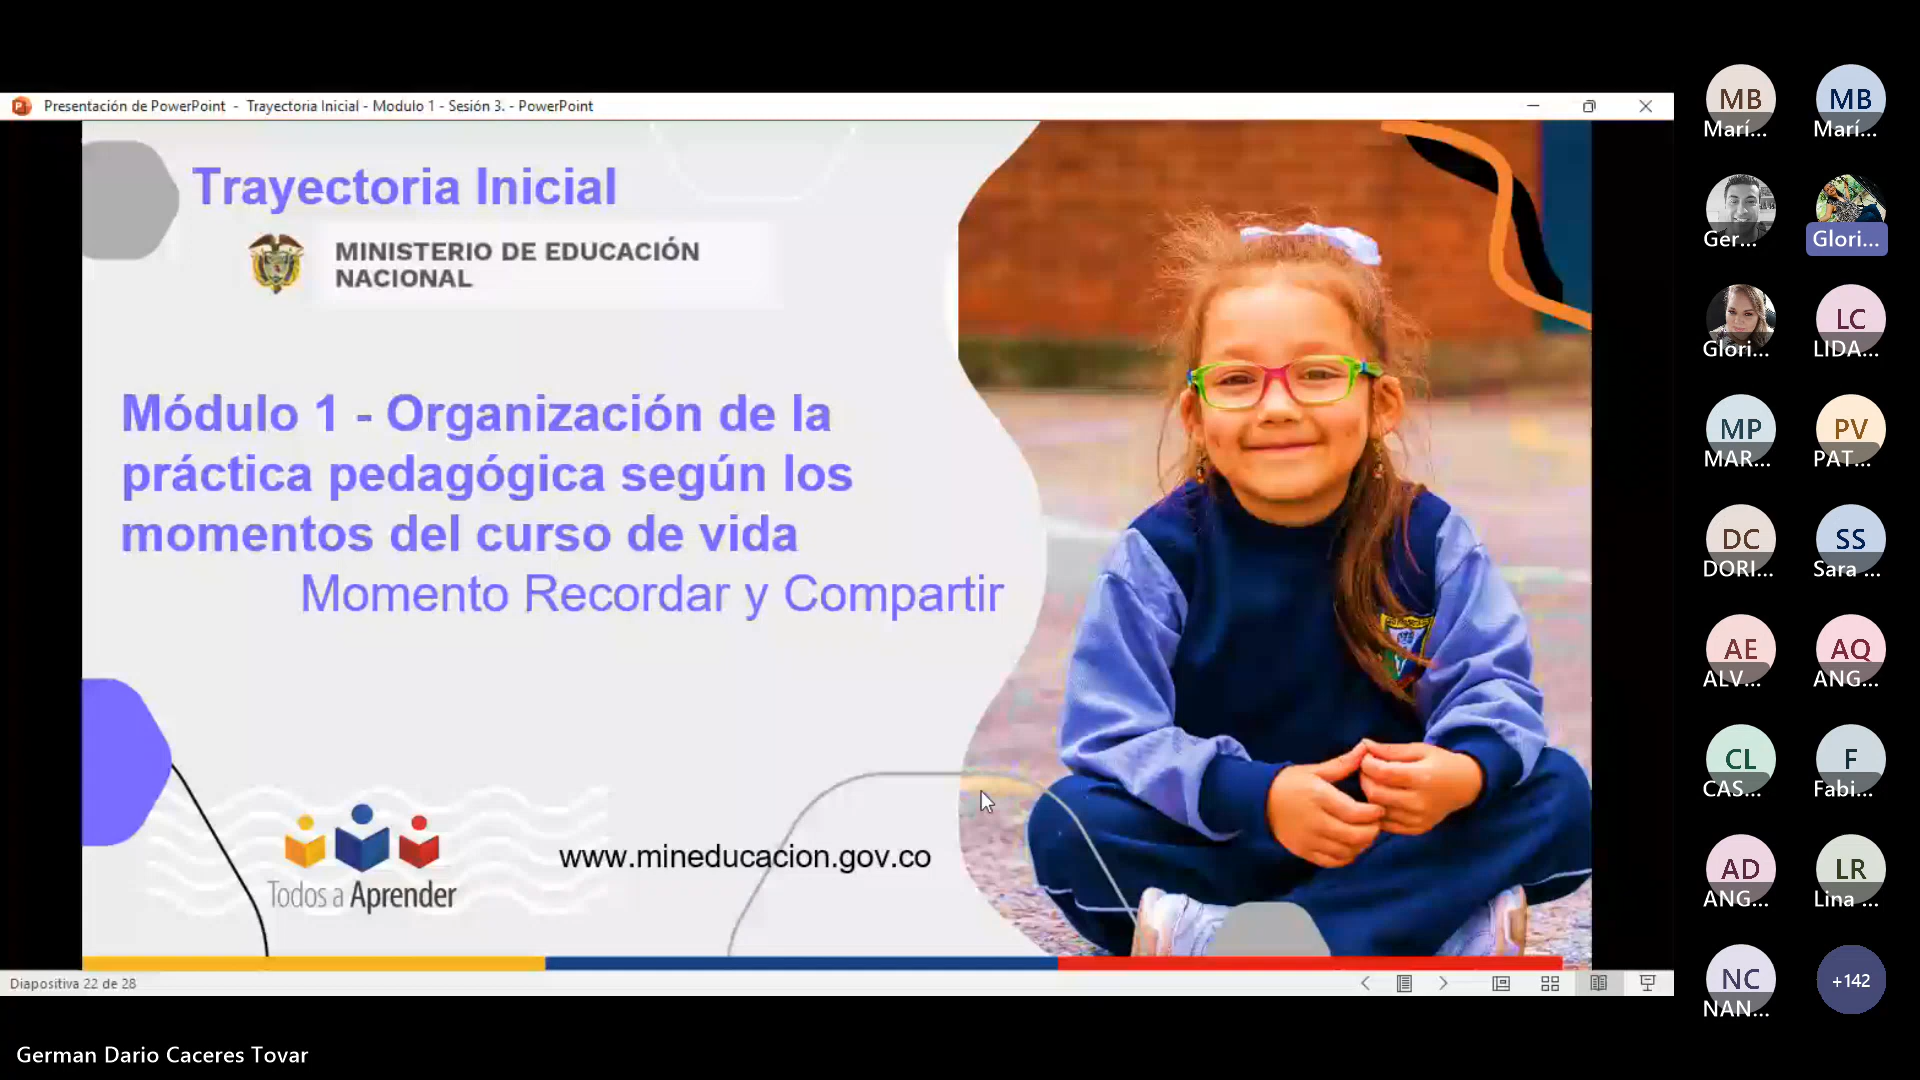 Presentación de PowerPoint - Trayectoria Inicial - Modulo 1 - Sesión 3. - PowerPoint
Trayectoria Inicial
MINISTERIO DE EDUCACIÓN
NACIONAL
Módulo 1 - Organización de la
práctica pedagógica según los
momentos del curso de vida
Momento Recordar y Compartir
Todos a Aprender
www.mineducacion.gov.co
Diapositiva 22 de 28
German Dario Caceres Tovar
MB
Marí...
MB
Marí...
Ger...
Glori...
Glori...
LC
LIDA...
MP
MAR...
PV
PAT...
DC
DORI...
SS
Sara ...
AE
ALV...
AQ
ANG...
CL
CAS...
F
Fabi...
AD
ANG...
LR
Lina ...
NC
NAN...
+142